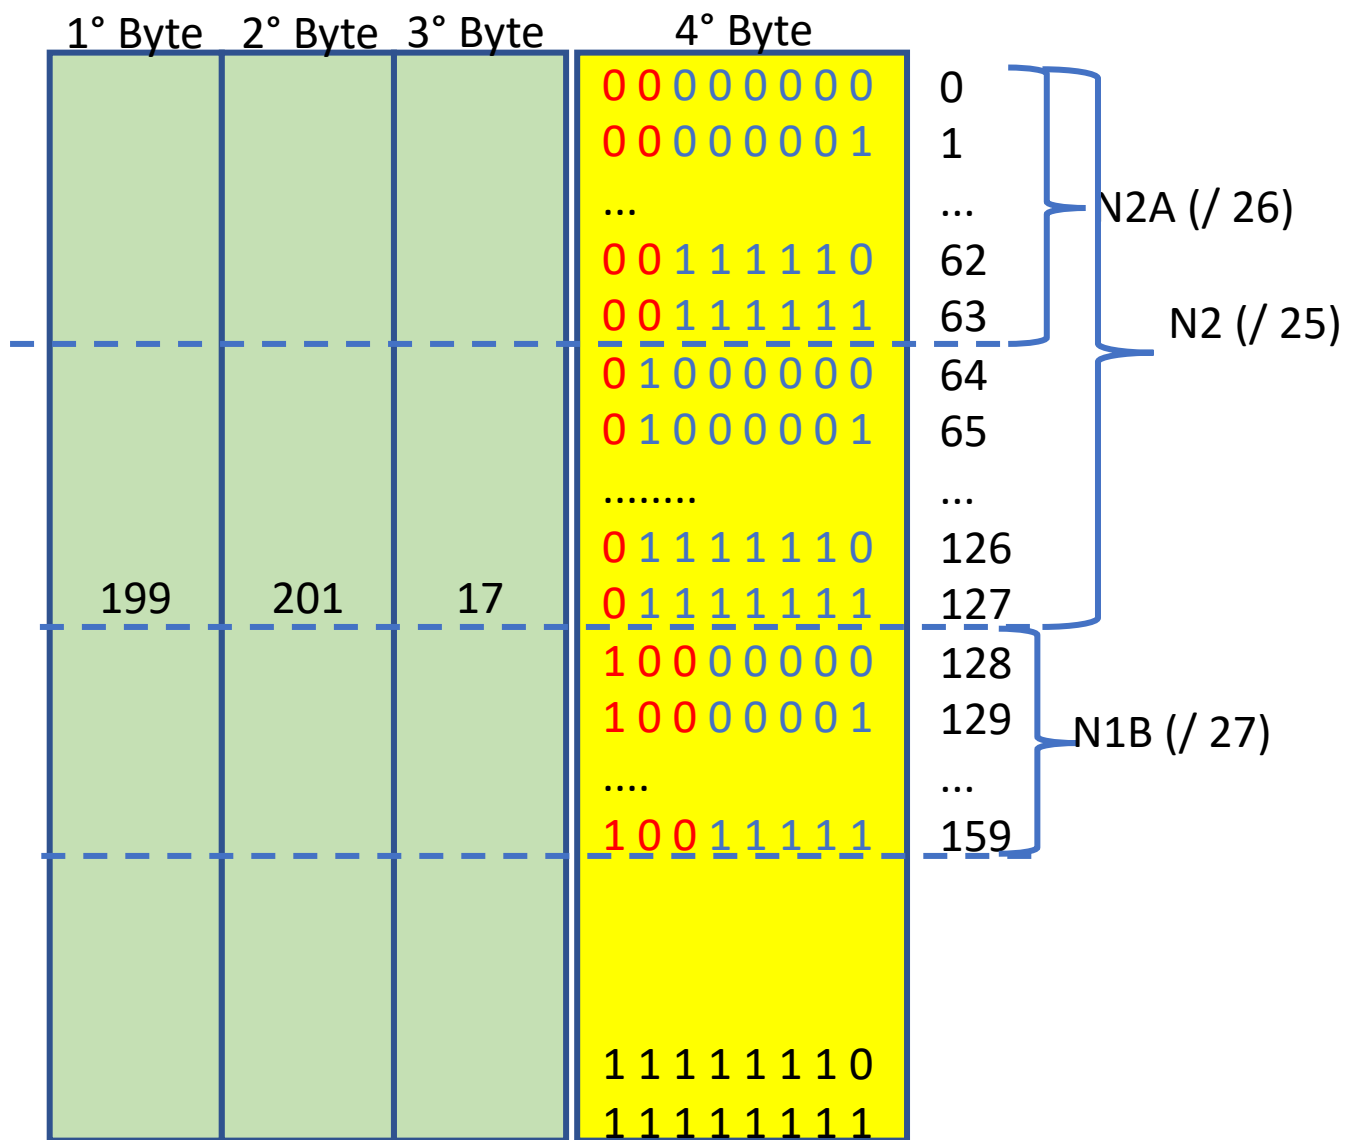 1° Byte 2° Byte 3° Byte 4° Byte
0 0 0 0 0 0 0 0 0
0 0 0 0 0 0 0 1 1
... ...
N2A (/ 26)
0 0 1 1 1 1 1 0 62
0 0 1 1 1 1 1 1 63
N2 (/ 25)
0 1 0 0 0 0 0 0 64
0 1 0 0 0 0 0 1 65
........ ...
0 1 1 1 1 1 1 0 126
199 201 17 0 1 1 1 1 1 1 1 127
1 0 0 0 0 0 0 0 128
1 0 0 0 0 0 0 1 129
N1B (/ 27)
.... ...
1 0 0 1 1 1 1 1 159
1 1 1 1 1 1 1 0
1 1 1 1 1 1 1 1